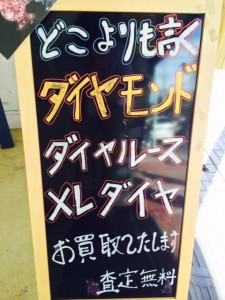 どこよりも高く
ダイヤモンド
ダイヤルース
メレダイヤ
お買取いたします
査定無料